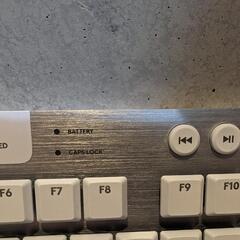 BATTERY
CAPS LOCK
ED
F6 F7 F8 F9 F10